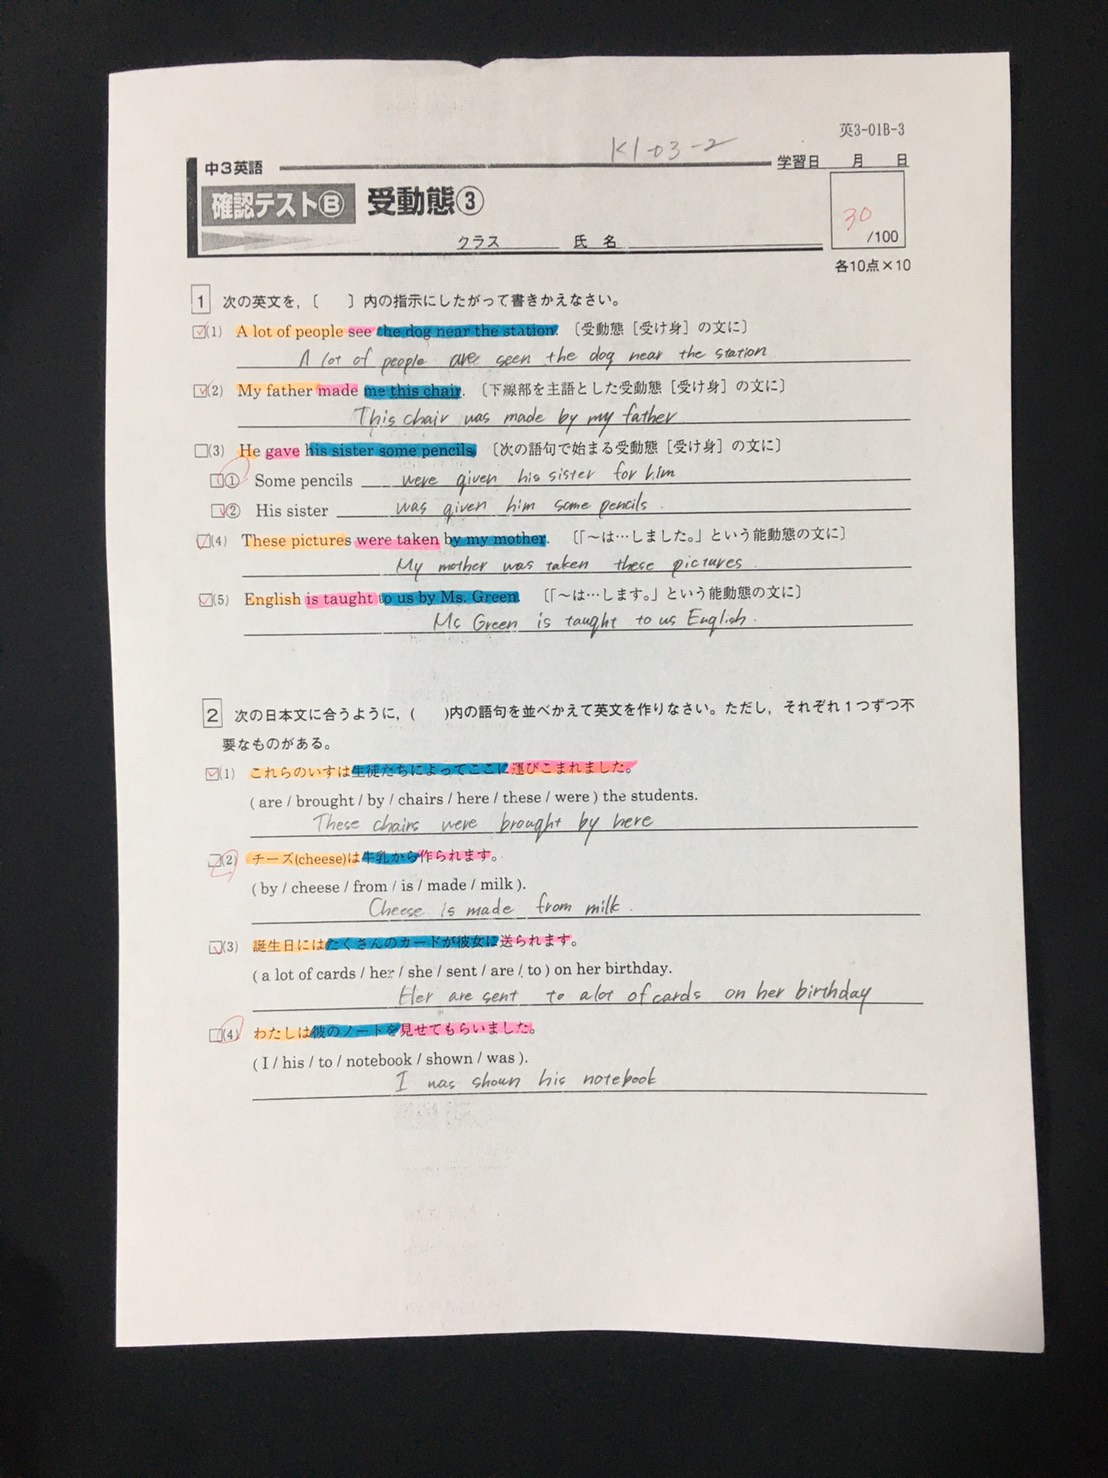 英3-01B-3
K1-03-2
中3英語
学習日　月　日
確認テストⒷ 受動態③
30
/100
クラス　氏名
各10点×10
1 次の英文を，〔　〕内の指示にしたがって書きかえなさい。
(1) A lot of people see the dog near the station. 〔受動態［受け身］の文に〕
A lot of people are seen the dog near the station
(2) My father made me this chair. 〔下線部を主語とした受動態［受け身］の文に〕
This chair was made by my father
(3) He gave his sister some pencils. 〔次の語句で始まる受動態［受け身］の文に〕
① Some pencils were given his sister for him
② His sister was given him some pencils.
(4) These pictures were taken by my mother. 〔「～は…しました。」という能動態の文に〕
My mother was taken these pictures.
(5) English is taught to us by Ms. Green. 〔「～は…します。」という能動態の文に〕
Ms Green is taught to us English.
2 次の日本文に合うように，(　)内の語句を並べかえて英文を作りなさい。ただし，それぞれ1つずつ不
要なものがある。
(1) これらのいすは生徒たちによってここに運びこまれました。
( are / brought / by / chairs / here / these / were ) the students.
These chairs were brought by here
(2) チーズ(cheese)は牛乳から作られます。
( by / cheese / from / is / made / milk ).
Cheese is made from milk.
(3) 誕生日にはたくさんのカードが彼女に送られます。
( a lot of cards / her / she / sent / are / to ) on her birthday.
Her are sent to a lot of cards on her birthday
(4) わたしは彼のノートを見せてもらいました。
( I / his / to / notebook / shown / was ).
I was shown his notebook